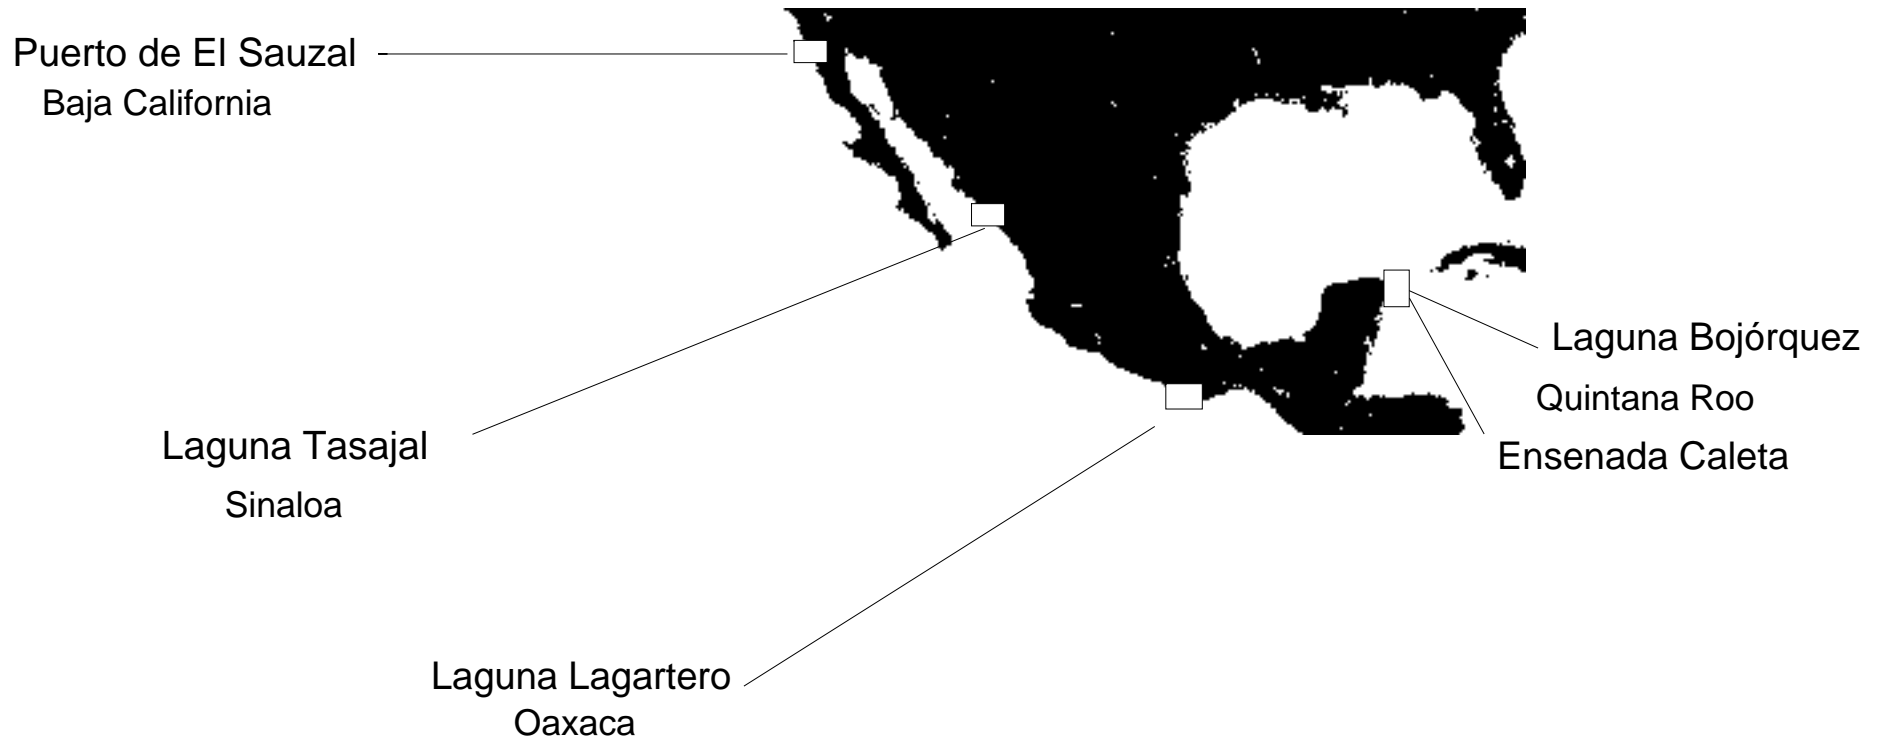 Puerto de El Sauzal
Baja California
Laguna Bojórquez
Quintana Roo
Ensenada Caleta
Laguna Tasajal
Sinaloa
Laguna Lagartero
Oaxaca